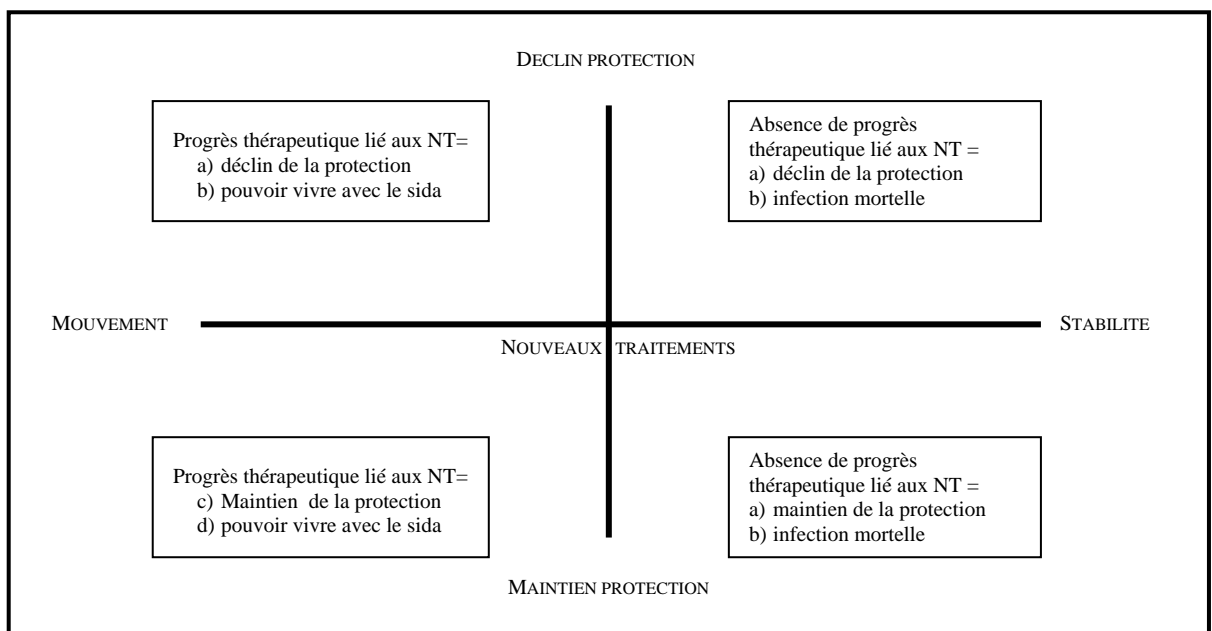 DECLIN PROTECTION
Progrès thérapeutique lié aux NT=
a) déclin de la protection
b) pouvoir vivre avec le sida
Absence de progrès
thérapeutique lié aux NT =
a) déclin de la protection
b) infection mortelle
MOUVEMENT
STABILITE
NOUVEAUX TRAITEMENTS
Progrès thérapeutique lié aux NT=
c) Maintien de la protection
d) pouvoir vivre avec le sida
Absence de progrès
thérapeutique lié aux NT =
a) maintien de la protection
b) infection mortelle
MAINTIEN PROTECTION